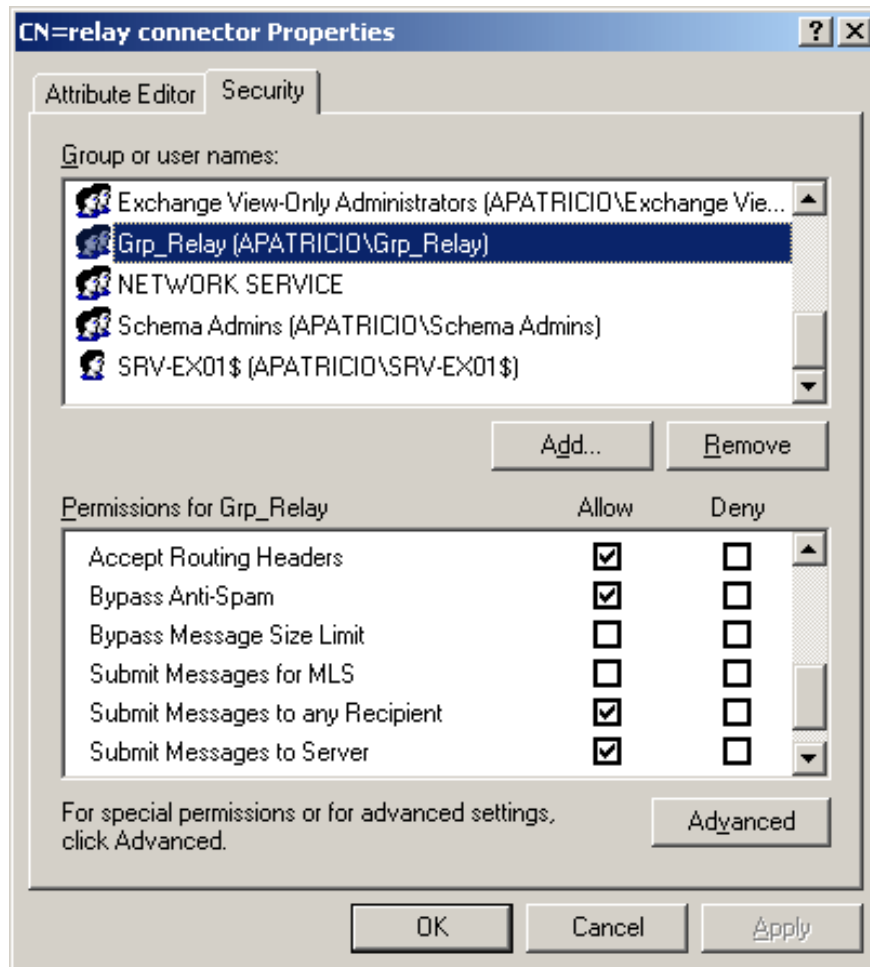 CN=relay connector Properties
Attribute Editor Security
Group or user names:
Exchange View-Only Administrators (APATRICIO\Exchange Vie...
Grp_Relay (APATRICIO\Grp_Relay)
NETWORK SERVICE
Schema Admins (APATRICIO\Schema Admins)
SRV-EX01$ (APATRICIO\SRV-EX01$)
Add... Remove
Permissions for Grp_Relay Allow Deny
Accept Routing Headers
Bypass Anti-Spam
Bypass Message Size Limit
Submit Messages for MLS
Submit Messages to any Recipient
Submit Messages to Server
For special permissions or for advanced settings,
click Advanced.
Advanced
OK Cancel Apply